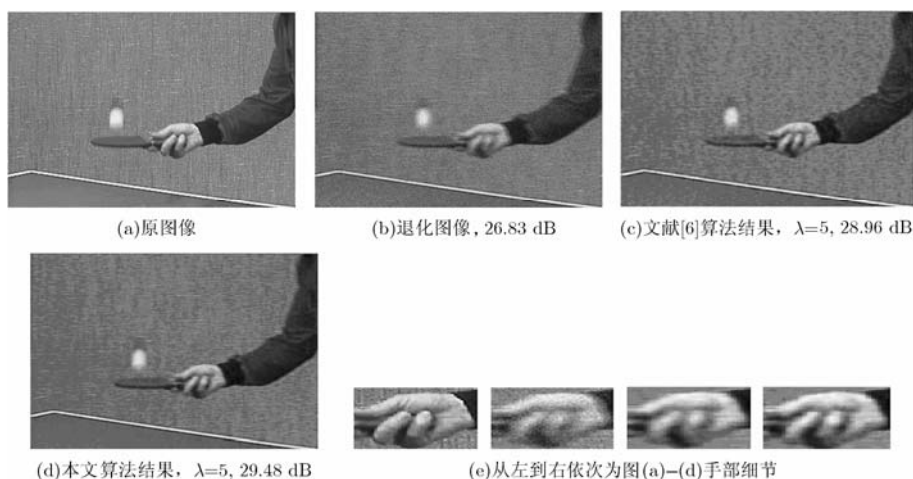 (a)原图像
(b)退化图像, 26.83 dB
(c)文献[6]算法结果，λ=5, 28.96 dB
(d)本文算法结果，λ=5, 29.48 dB
(e)从左到右依次为图(a)−(d)手部细节